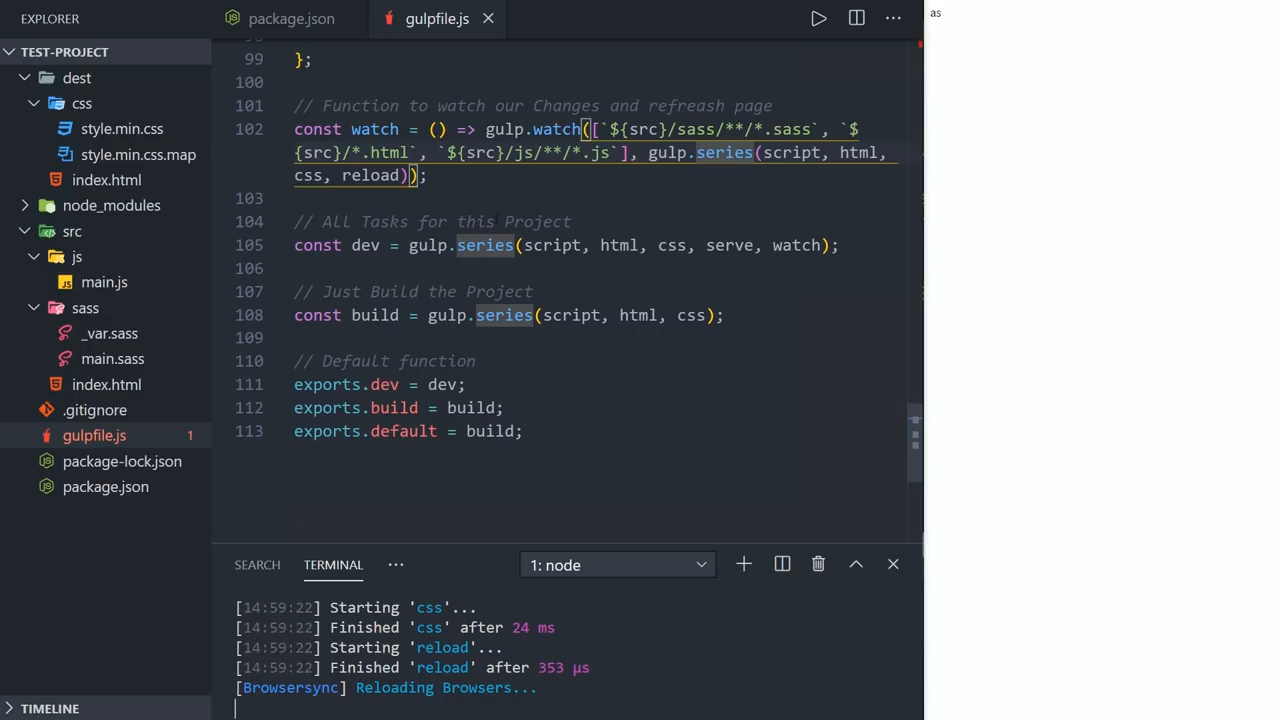 EXPLORER
package.json
gulpfile.js
as
TEST-PROJECT
dest
css
style.min.css
style.min.css.map
index.html
node_modules
src
js
main.js
sass
_var.sass
main.sass
index.html
.gitignore
gulpfile.js 1
package-lock.json
package.json
TIMELINE
99 };
100
101 // Function to watch our Changes and refreash page
102 const watch = () => gulp.watch([`${src}/sass/**/*.sass`, `$
{src}/*.html`, `${src}/js/**/*.js`], gulp.series(script, html,
css, reload));
103
104 // All Tasks for this Project
105 const dev = gulp.series(script, html, css, serve, watch);
106
107 // Just Build the Project
108 const build = gulp.series(script, html, css);
109
110 // Default function
111 exports.dev = dev;
112 exports.build = build;
113 exports.default = build;
SEARCH TERMINAL ··· 1: node
[14:59:22] Starting 'css'...
[14:59:22] Finished 'css' after 24 ms
[14:59:22] Starting 'reload'...
[14:59:22] Finished 'reload' after 353 μs
[Browsersync] Reloading Browsers...